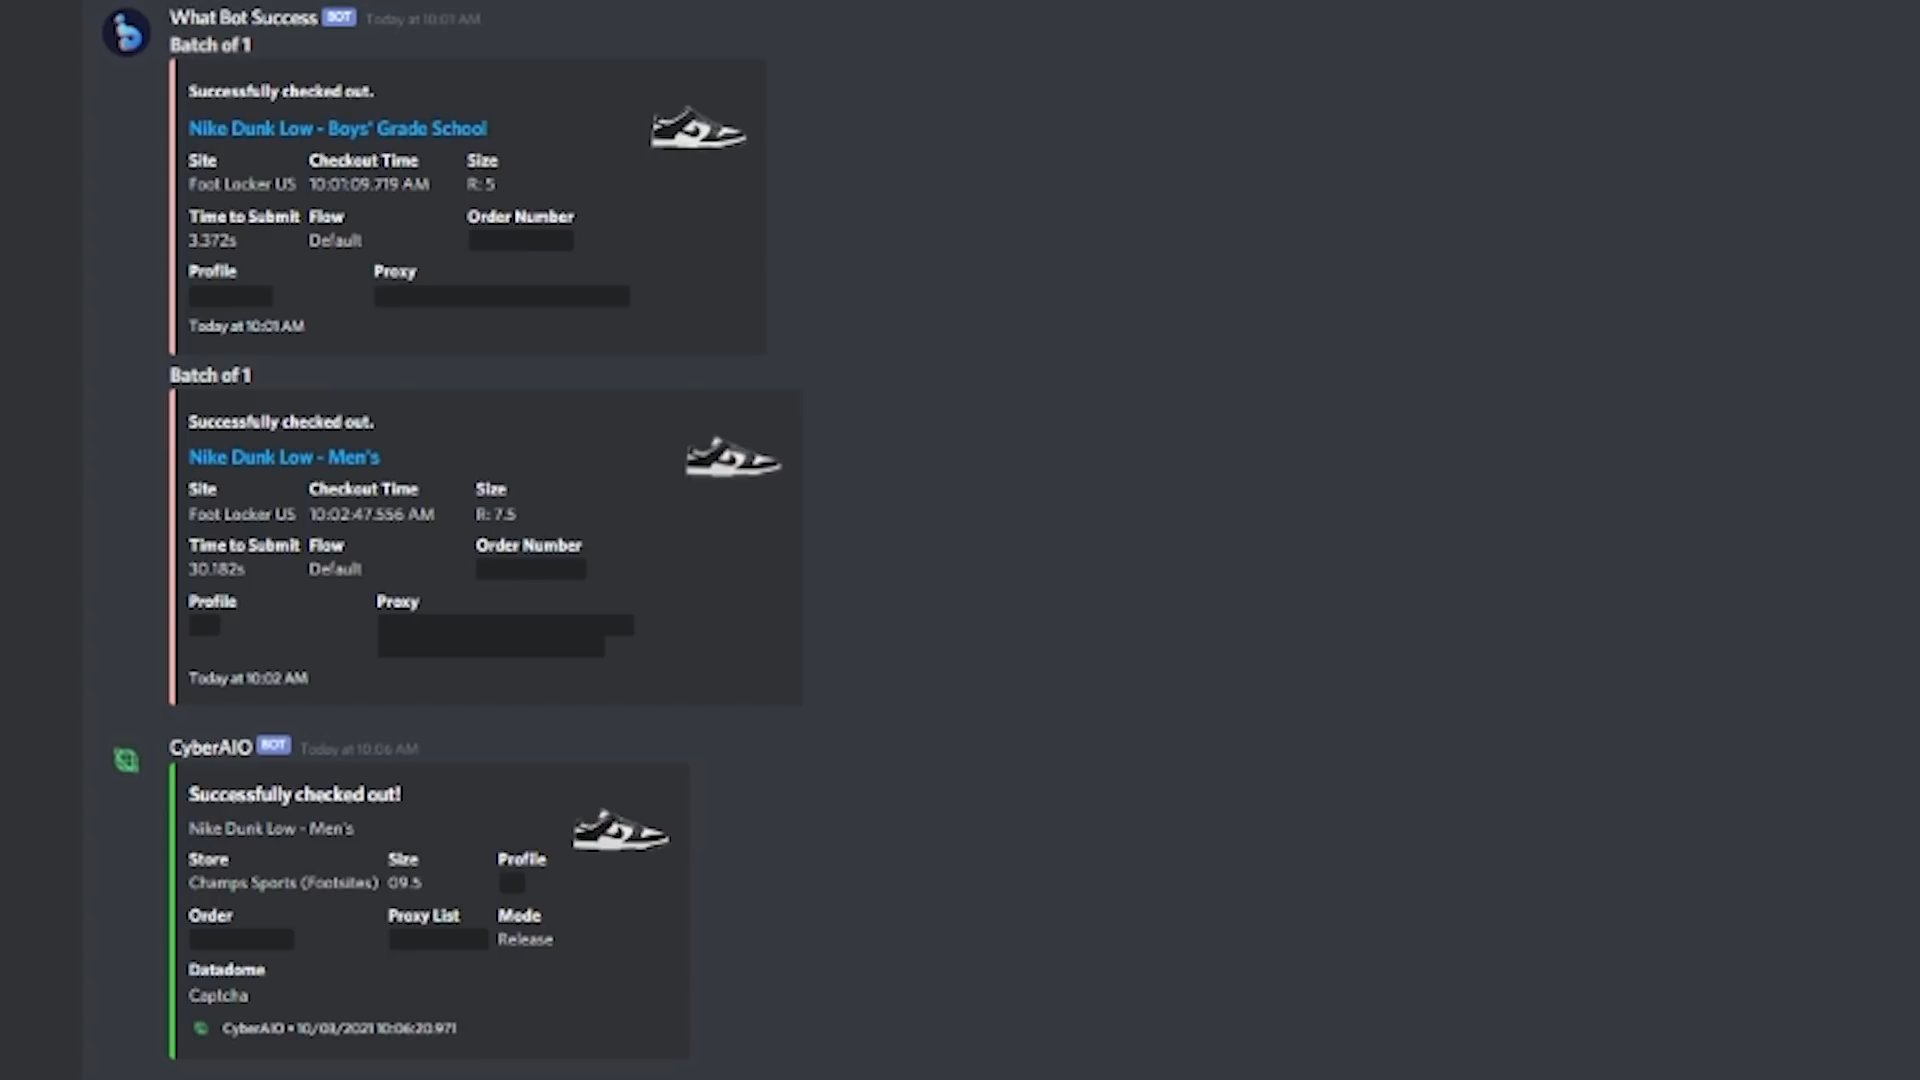 What Bot Success BOT Today at 10:01 AM
Batch of 1
Successfully checked out.
Nike Dunk Low - Boys' Grade School
Site Checkout Time Size
Foot Locker US 10:01:09.719 AM R: 5
Time to Submit Flow Order Number
3.372s Default
Profile Proxy
Today at 10:01 AM
Batch of 1
Successfully checked out.
Nike Dunk Low - Men's
Site Checkout Time Size
Foot Locker US 10:02:47.556 AM R: 7.5
Time to Submit Flow Order Number
30.182s Default
Profile Proxy
Today at 10:02 AM
CyberAIO BOT Today at 10:06 AM
Successfully checked out!
Nike Dunk Low - Men's
Store Size Profile
Champs Sports (Footsites) 09.5
Order Proxy List Mode
Release
Datadome
Captcha
CyberAIO • 10/03/2021 10:06:20.971